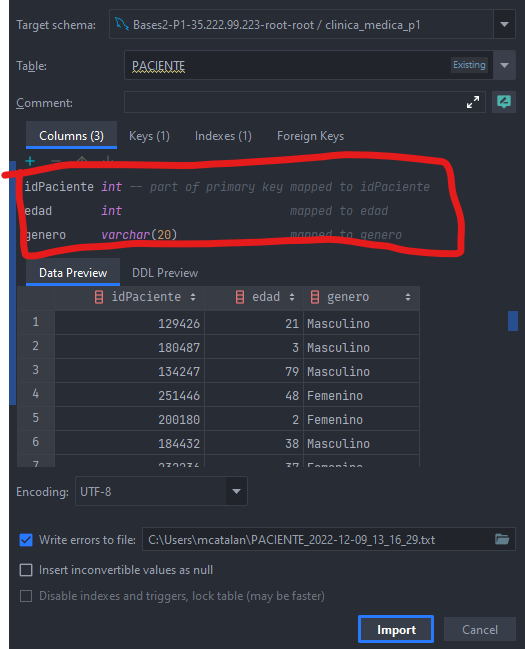 Target schema: Bases2-P1-35.222.99.223-root-root / clinica_medica_p1
Table: PACIENTE Existing
Comment:
Columns (3) Keys (1) Indexes (1) Foreign Keys
idPaciente int -- part of primary key mapped to idPaciente
edad int mapped to edad
genero varchar(20) mapped to genero
Data Preview DDL Preview
idPaciente edad genero
1 129426 21 Masculino
2 180487 3 Masculino
3 134247 79 Masculino
4 251446 48 Femenino
5 200180 2 Femenino
6 184432 38 Masculino
7 232236 37 Femenino
Encoding: UTF-8
Write errors to file: C:\Users\mcatalan\PACIENTE_2022-12-09_13_16_29.txt
Insert inconvertible values as null
Disable indexes and triggers, lock table (may be faster)
Import Cancel